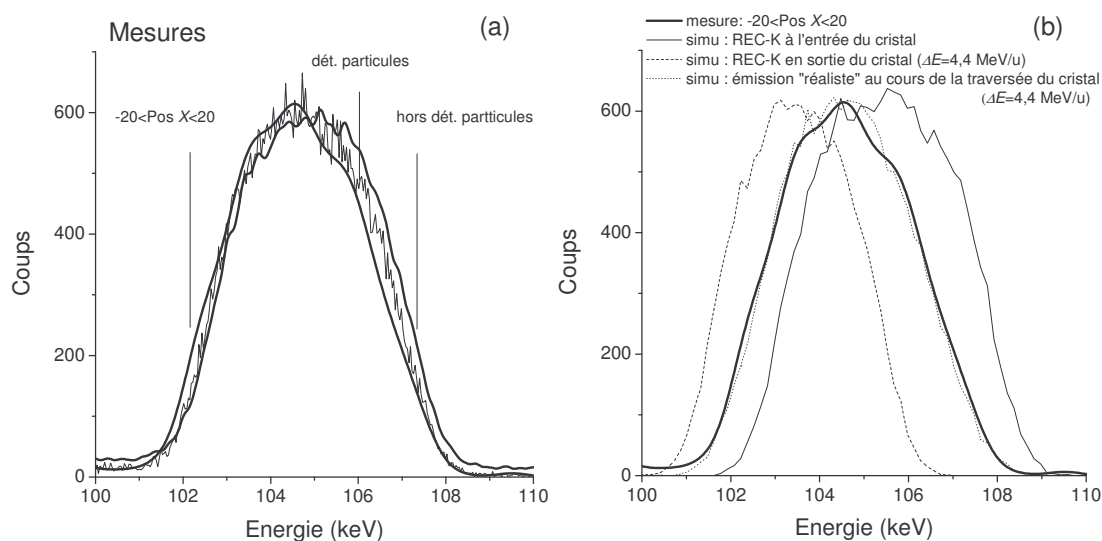 Mesures
(a)
dét. particules
-20<Pos X<20
hors dét. partticules
600
400
200
0
Coups
100 102 104 106 108 110
Energie (keV)
(b)
mesure: -20<Pos X<20
simu : REC-K à l'entrée du cristal
simu : REC-K en sortie du cristal (ΔE=4,4 MeV/u)
simu : émission "réaliste" au cours de la traversée du cristal
(ΔE=4,4 MeV/u)
600
400
200
0
Coups
100 102 104 106 108 110
Energie (keV)